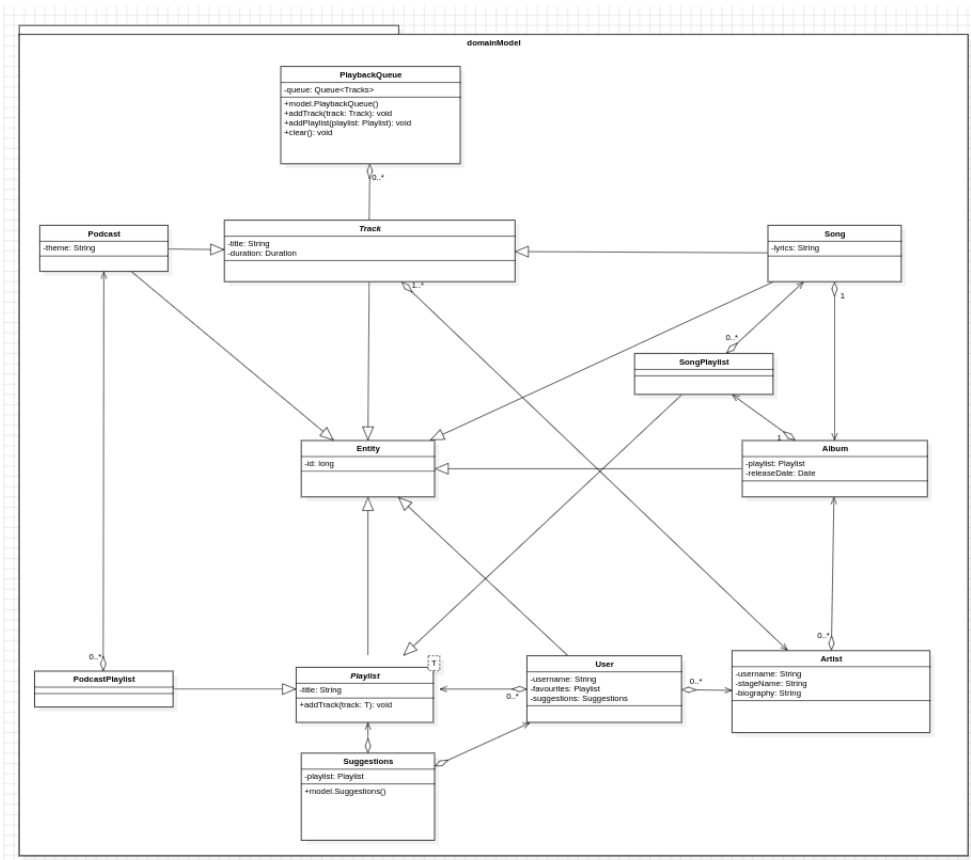 domainModel
PlaybackQueue
-queue: Queue<Tracks>
+model.PlaybackQueue()
+addTrack(track: Track): void
+addPlaylist(playlist: Playlist): void
+clear(): void
0..*
Podcast
-theme: String
Track
-title: String
-duration: Duration
Song
-lyrics: String
1..*
1
0..*
SongPlaylist
1
Entity
-id: long
Album
-playlist: Playlist
-releaseDate: Date
0..*
0..*
T
PodcastPlaylist
Playlist
-title: String
+addTrack(track: T): void
0..*
User
-username: String
-favourites: Playlist
-suggestions: Suggestions
0..*
Artist
-username: String
-stageName: String
-biography: String
Suggestions
-playlist: Playlist
+model.Suggestions()